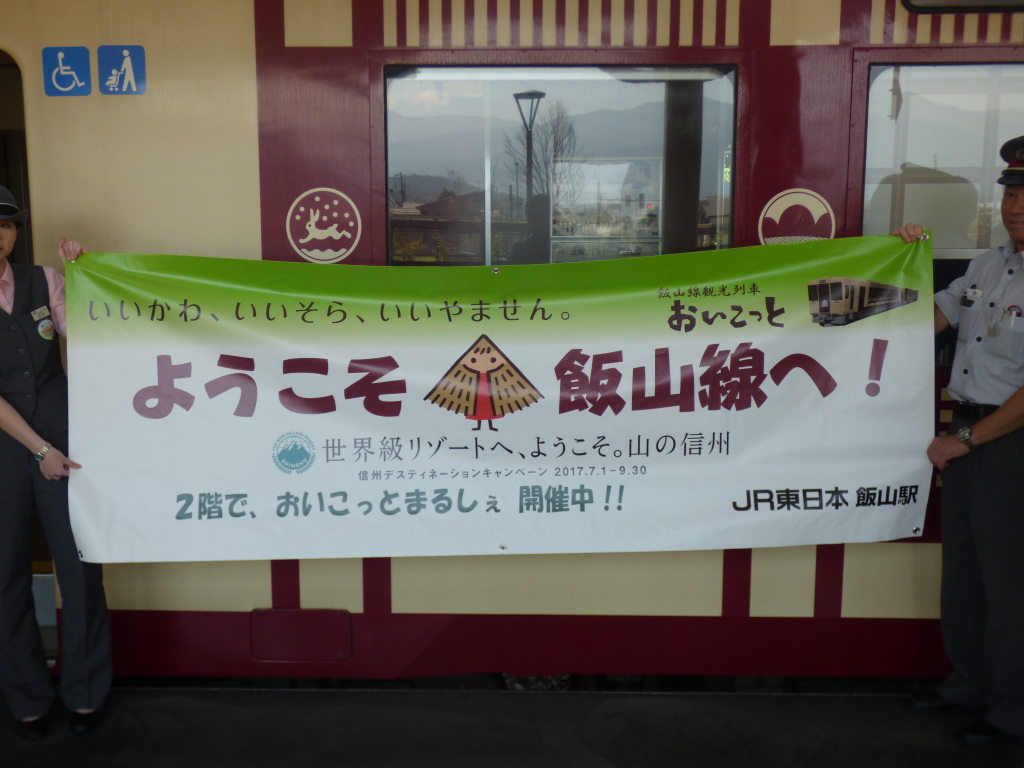 いいかわ、いいそら、いいやません。
飯山線観光列車
おいこっと
ようこそ 飯山線へ!
世界級リゾートへ、ようこそ。山の信州
信州デスティネーションキャンペーン 2017.7.1-9.30
2階で、おいこっとまるしぇ 開催中!!
JR東日本 飯山駅